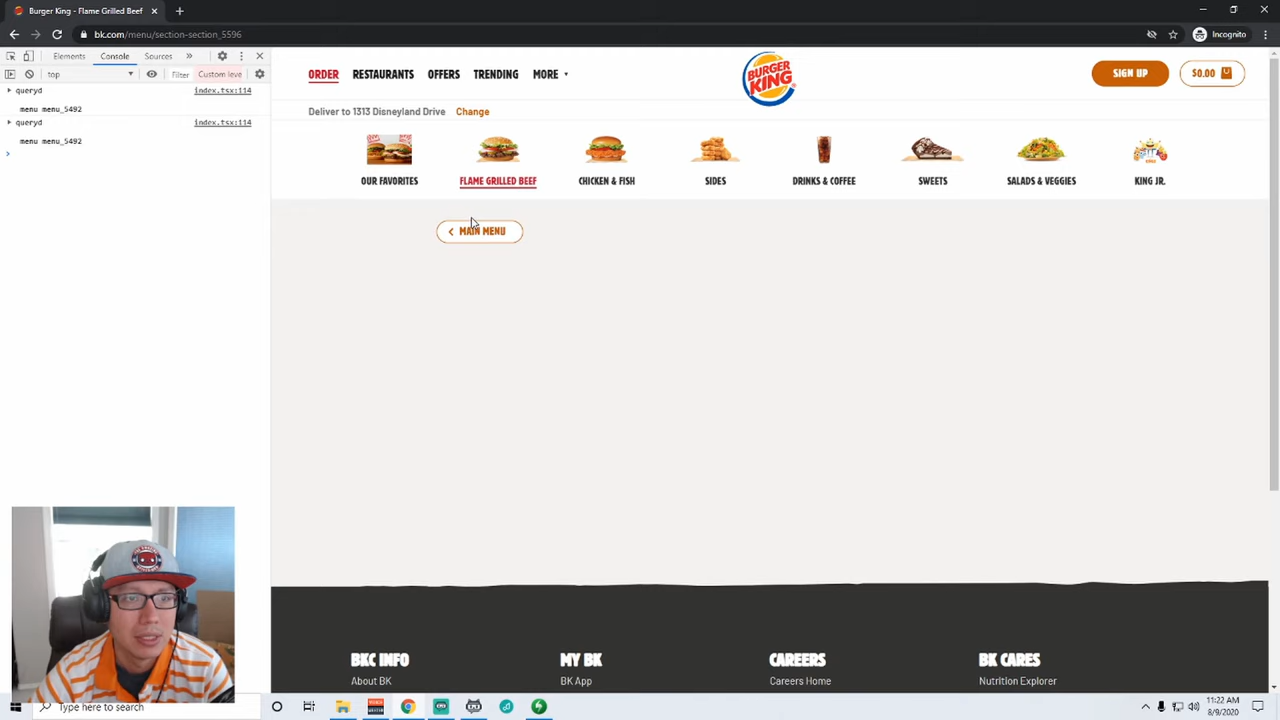 Burger King - Flame Grilled Beef
bk.com/menu/section-section_5596
Incognito
Elements
Console
Sources
top
Filter
Custom leve
queryd
index.tsx:114
menu menu_5492
queryd
index.tsx:114
menu menu_5492
ORDER
RESTAURANTS
OFFERS
TRENDING
MORE
BURGER
KING
SIGN UP
$0.00
Deliver to 1313 Disneyland Drive
Change
OUR FAVORITES
FLAME GRILLED BEEF
CHICKEN & FISH
SIDES
DRINKS & COFFEE
SWEETS
SALADS & VEGGIES
KING JR.
MAIN MENU
BKC INFO
MY BK
CAREERS
BK CARES
About BK
BK App
Careers Home
Nutrition Explorer
Type here to search
11:22 AM
8/9/2020